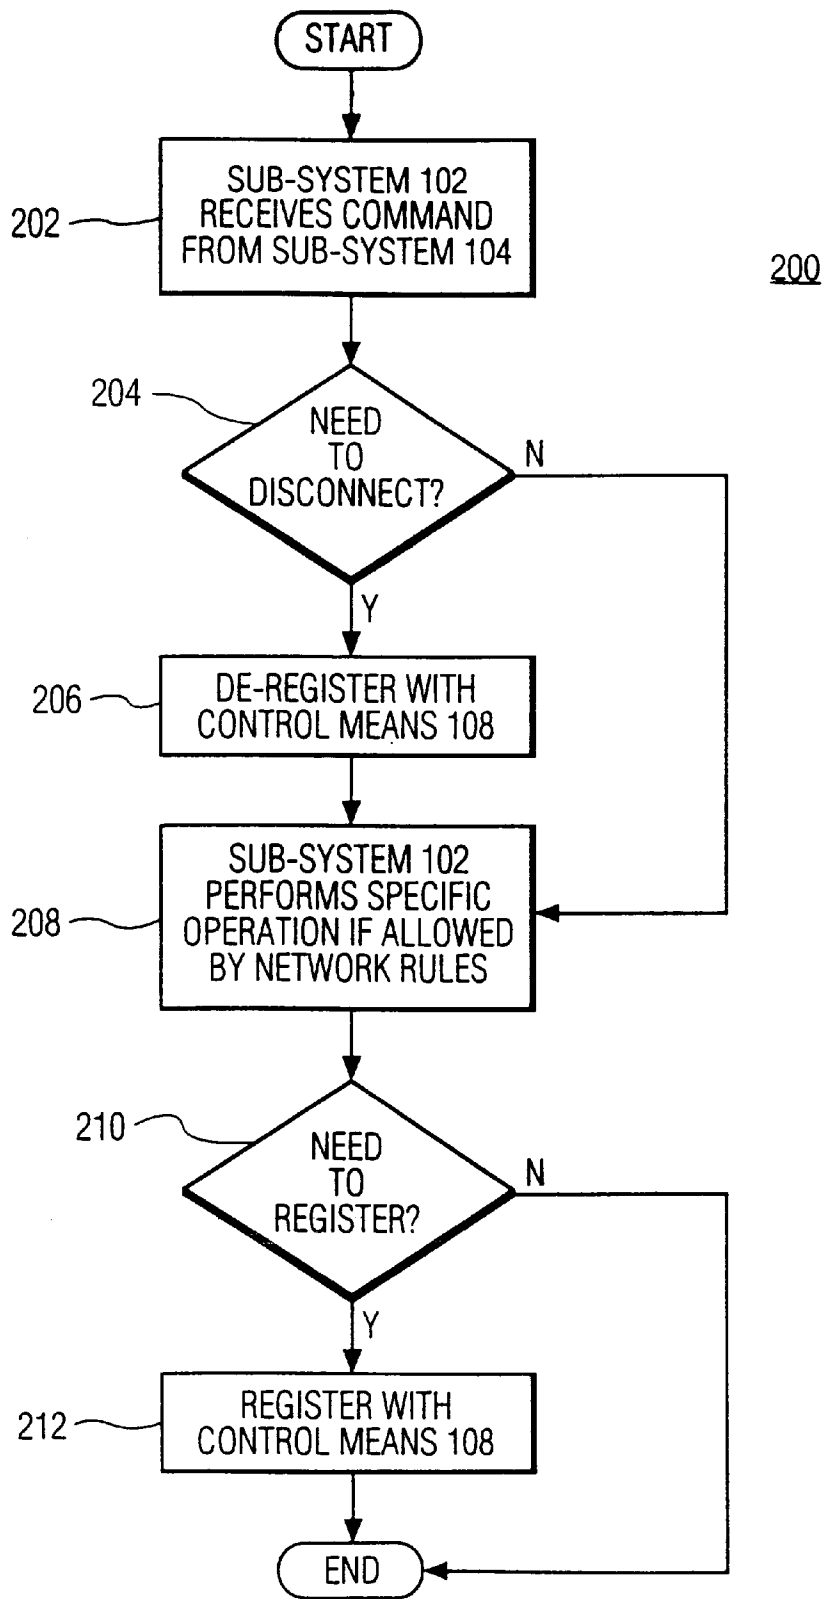 START
SUB-SYSTEM 102
RECEIVES COMMAND
FROM SUB-SYSTEM 104
202
200
204
NEED
TO
DISCONNECT?
N
Y
206
DE-REGISTER WITH
CONTROL MEANS 108
208
SUB-SYSTEM 102
PERFORMS SPECIFIC
OPERATION IF ALLOWED
BY NETWORK RULES
210
NEED
TO
REGISTER?
N
Y
212
REGISTER WITH
CONTROL MEANS 108
END